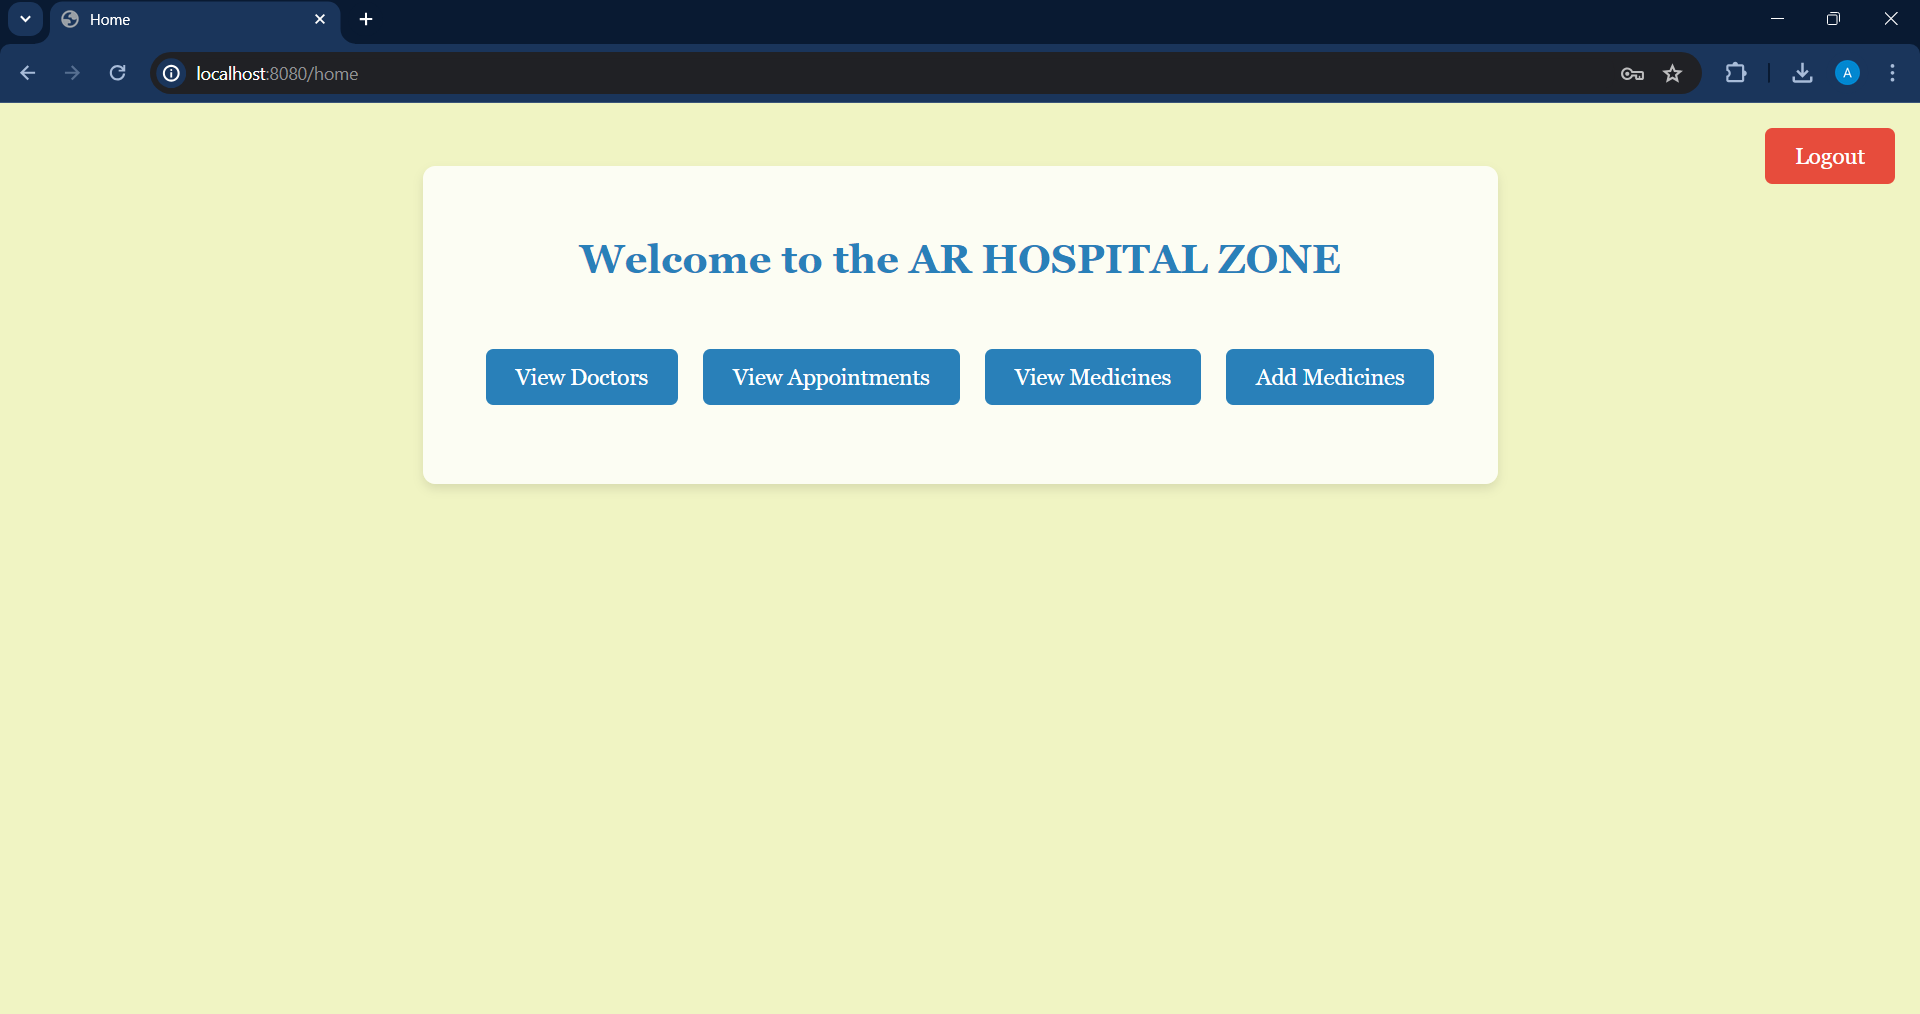 Home
localhost:8080/home
A
Logout
Welcome to the AR HOSPITAL ZONE
View Doctors
View Appointments
View Medicines
Add Medicines